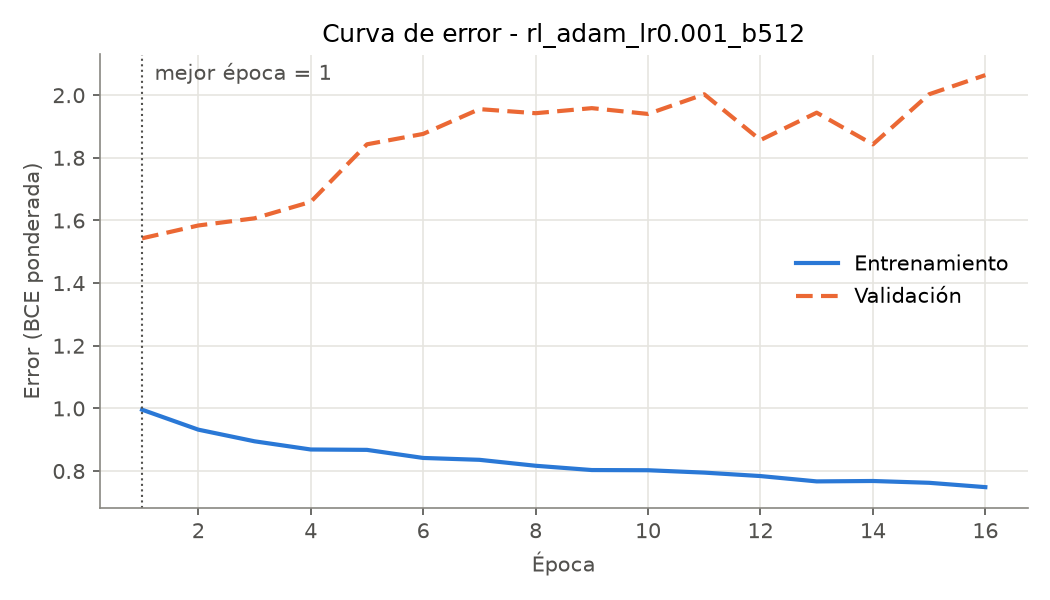 Curva de error - rl_adam_lr0.001_b512
mejor época = 1
Error (BCE ponderada)
2.0
1.8
1.6
1.4
1.2
1.0
0.8
Entrenamiento
Validación
2 4 6 8 10 12 14 16
Época